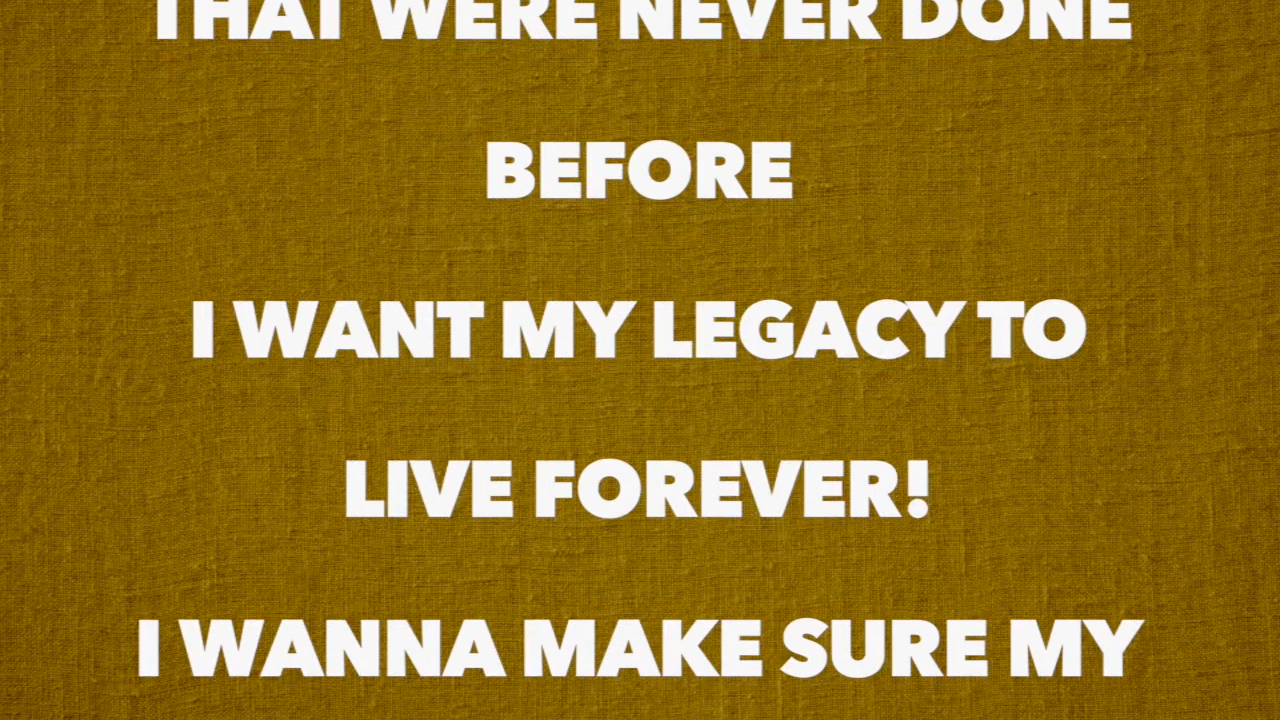 THAT WERE NEVER DONE
BEFORE
I WANT MY LEGACY TO
LIVE FOREVER!
I WANNA MAKE SURE MY